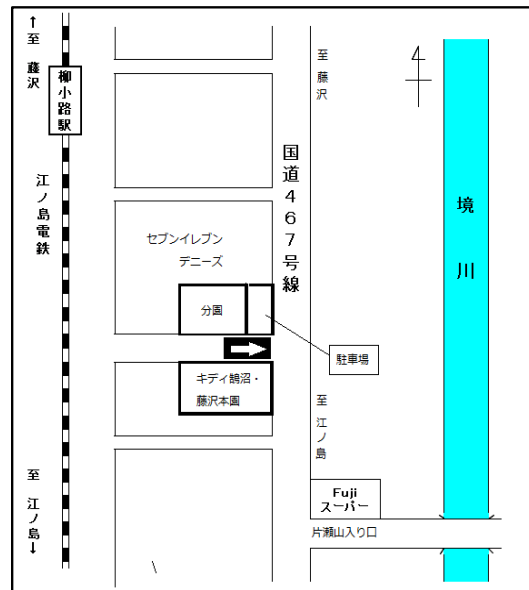 ↑至 藤沢
柳小路駅
江ノ島電鉄
至 江ノ島↓
至 藤沢
国道467号線
セブンイレブン
デニーズ
分園
駐車場
キディ鵠沼・
藤沢本園
至 江ノ島
Fuji
スーパー
片瀬山入り口
境川
4